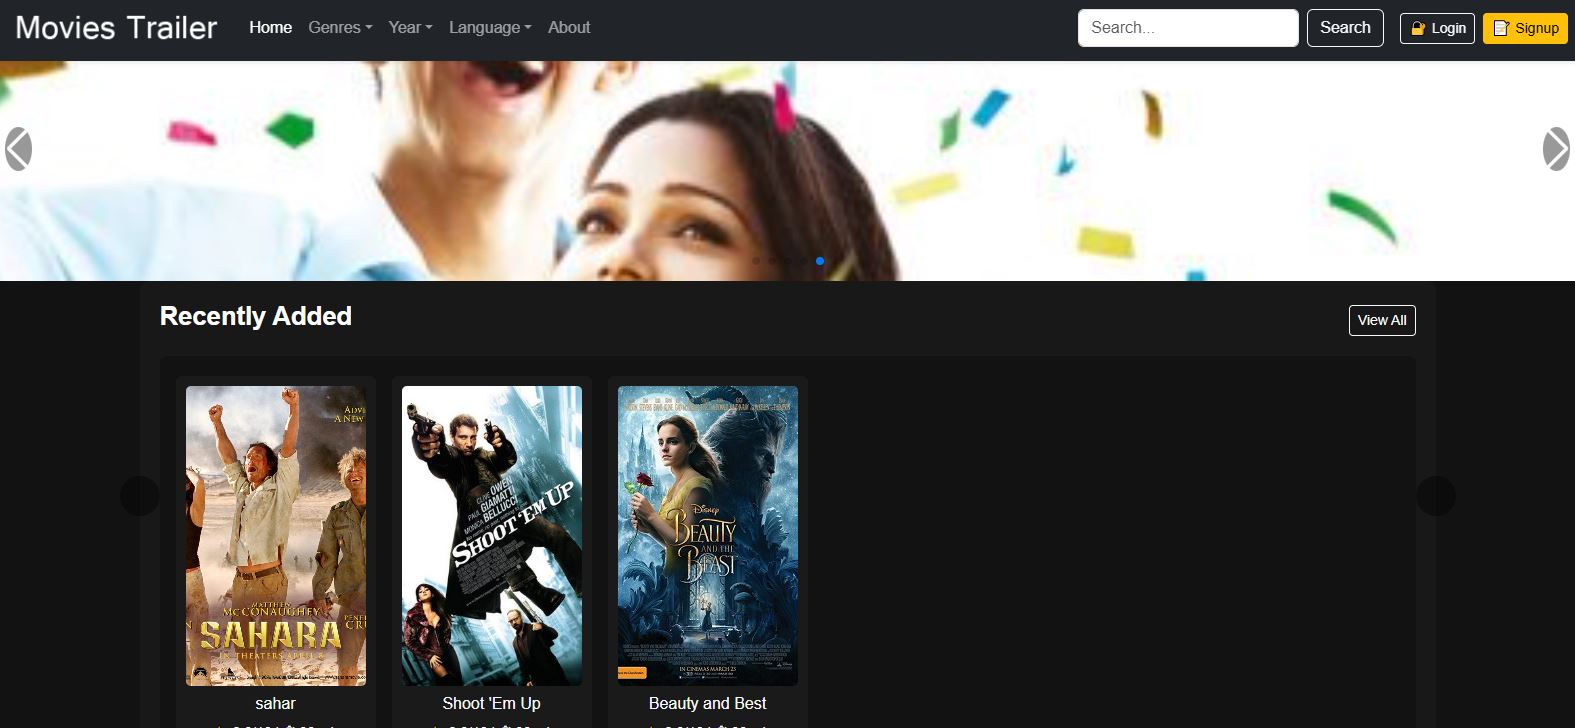 Movies Trailer
Home Genres Year Language About
Search...
Search
Login
Signup
Recently Added
View All
A NEW
MATTHEW
MCCONAUGHEY
SAHARA
IN THEATERS APRIL 8
CLIVE OWEN
PAUL GIAMATTI
MONICA BELLUCCI
SHOOT 'EM UP
Disney
BEAUTY
AND THE
BEAST
IN CINEMAS MARCH 23
sahar
Shoot 'Em Up
Beauty and Best